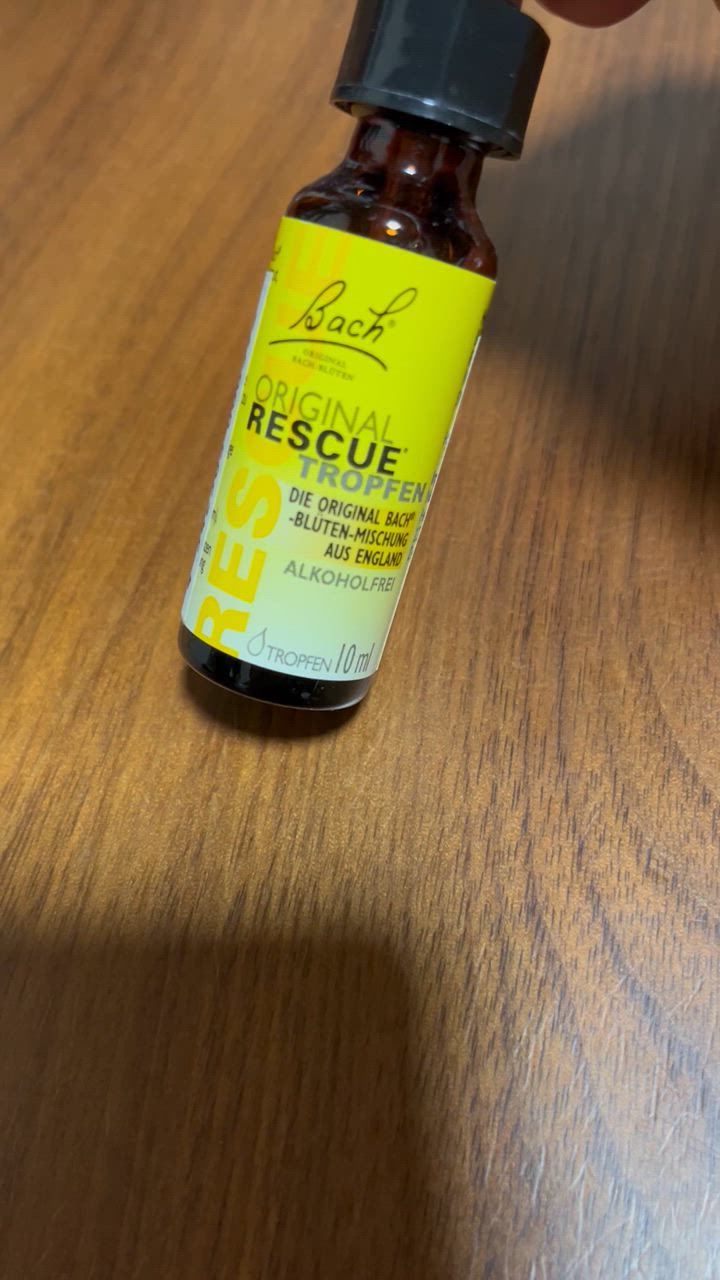 Bach®
ORIGINAL
BACH-BLÜTEN
ORIGINAL
RESCUE®
TROPFEN
DIE ORIGINAL BACH®
-BLÜTEN-MISCHUNG
AUS ENGLAND
ALKOHOLFREI
TROPFEN 10 ml
RESCUE